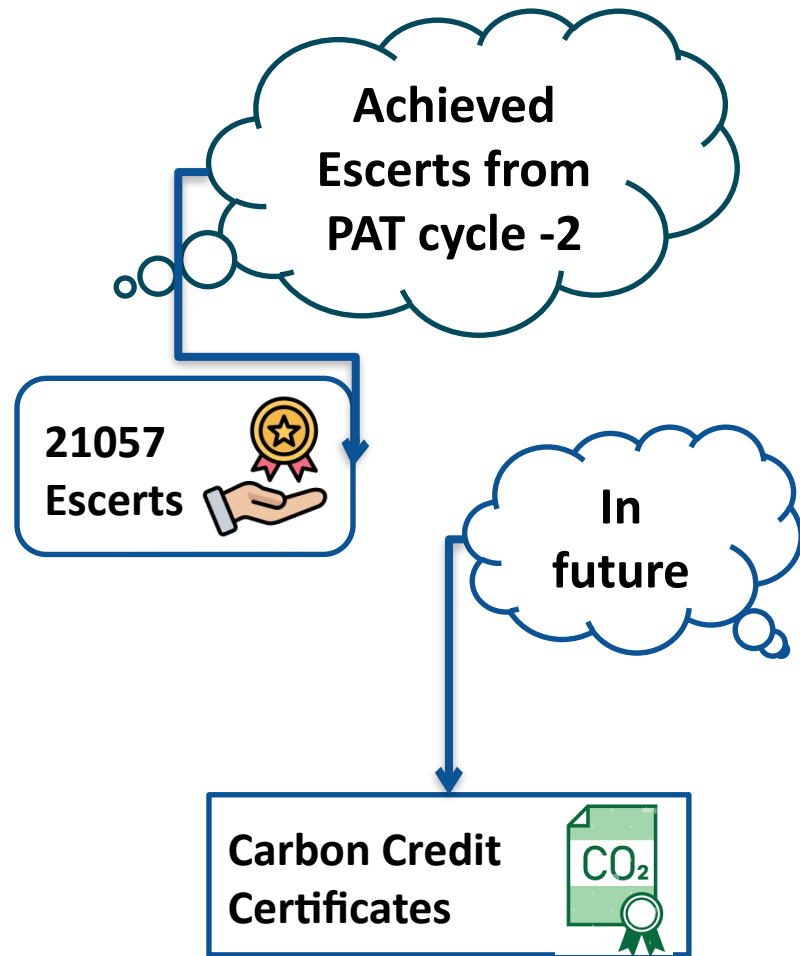 Achieved
Escerts from
PAT cycle -2
21057
Escerts
In
future
Carbon Credit
Certificates
CO₂